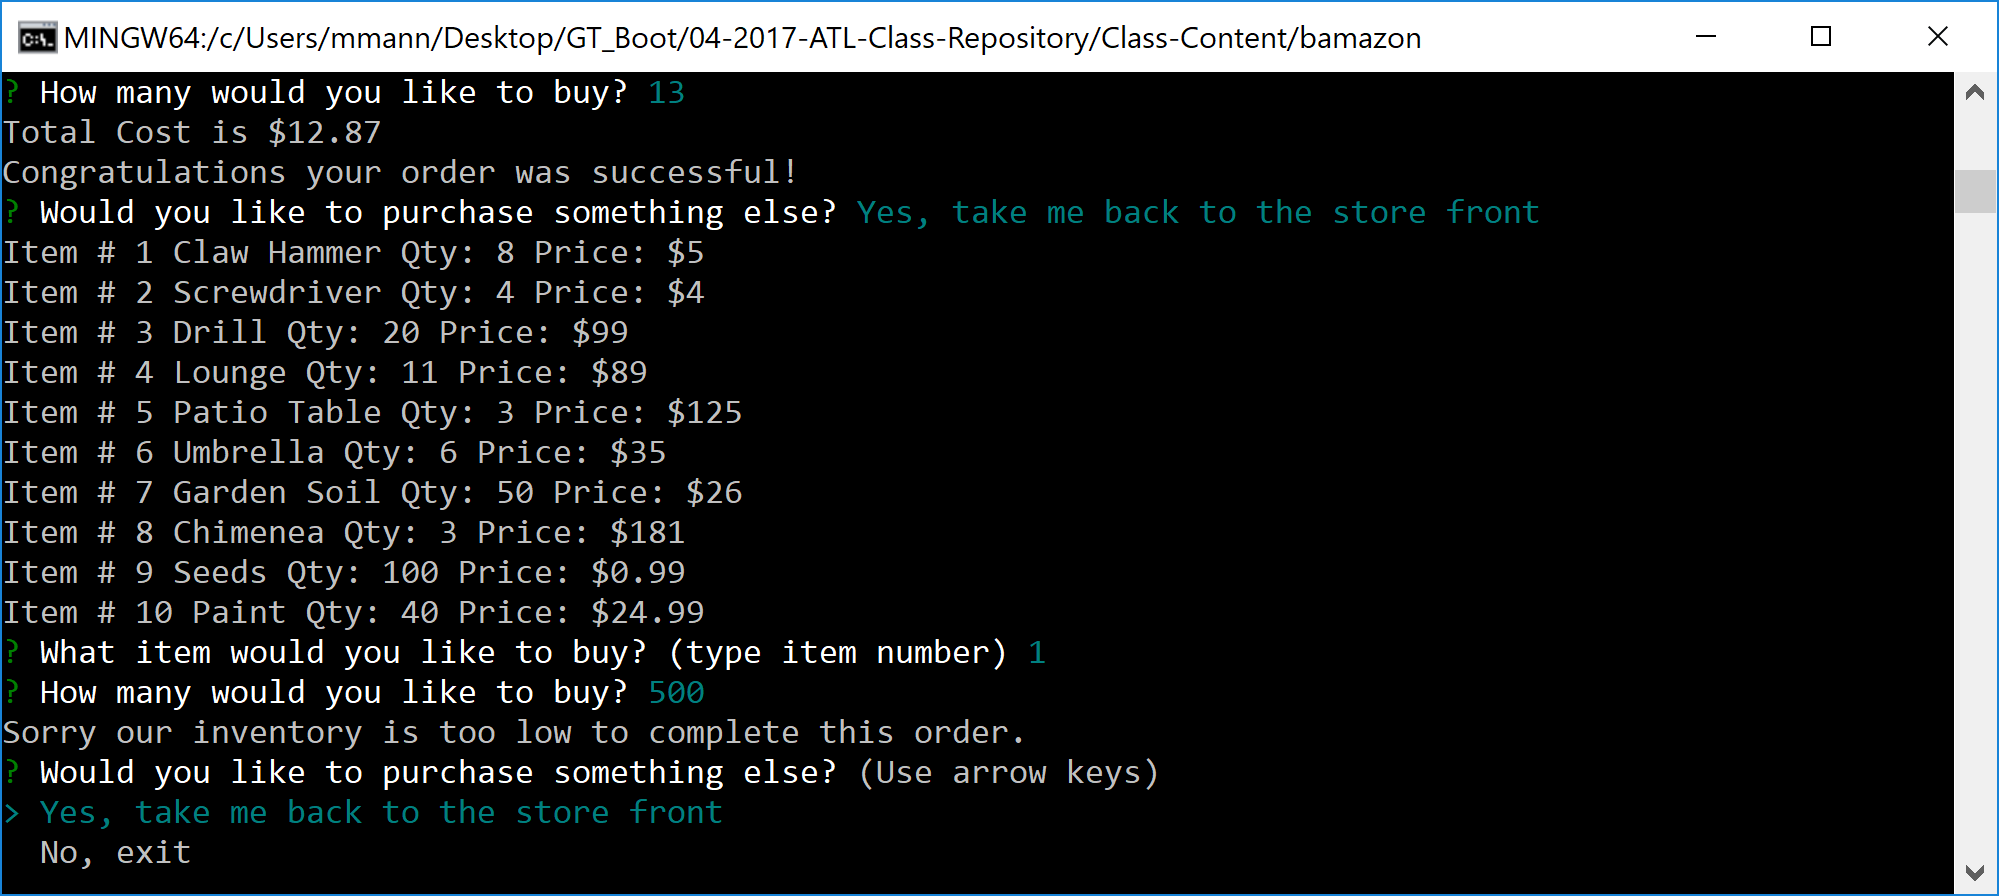 MINGW64:/c/Users/mmann/Desktop/GT_Boot/04-2017-ATL-Class-Repository/Class-Content/bamazon
? How many would you like to buy? 13
Total Cost is $12.87
Congratulations your order was successful!
? Would you like to purchase something else? Yes, take me back to the store front
Item # 1 Claw Hammer Qty: 8 Price: $5
Item # 2 Screwdriver Qty: 4 Price: $4
Item # 3 Drill Qty: 20 Price: $99
Item # 4 Lounge Qty: 11 Price: $89
Item # 5 Patio Table Qty: 3 Price: $125
Item # 6 Umbrella Qty: 6 Price: $35
Item # 7 Garden Soil Qty: 50 Price: $26
Item # 8 Chimenea Qty: 3 Price: $181
Item # 9 Seeds Qty: 100 Price: $0.99
Item # 10 Paint Qty: 40 Price: $24.99
? What item would you like to buy? (type item number) 1
? How many would you like to buy? 500
Sorry our inventory is too low to complete this order.
? Would you like to purchase something else? (Use arrow keys)
> Yes, take me back to the store front
No, exit